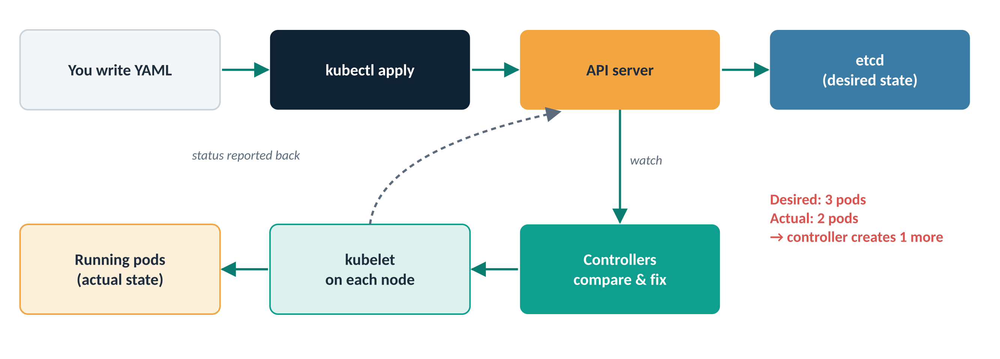 You write YAML
kubectl apply
API server
etcd
(desired state)
status reported back
watch
Desired: 3 pods
Actual: 2 pods
→ controller creates 1 more
Running pods
(actual state)
kubelet
on each node
Controllers
compare & fix